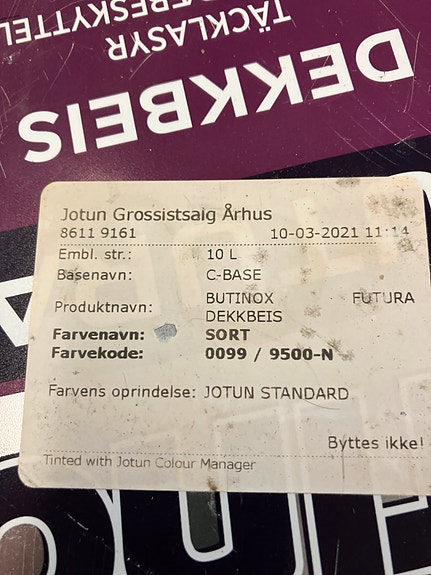 BESKYTTEL
TÄCKLASYR
DEKKBEIS
Jotun Grossistsalg Århus
8611 9161 10-03-2021 11:14
Embl. str.: 10 L
Basenavn: C-BASE
Produktnavn: BUTINOX FUTURA
DEKKBEIS
Farvenavn: SORT
Farvekode: 0099 / 9500-N
Farvens oprindelse: JOTUN STANDARD
Byttes ikke!
Tinted with Jotun Colour Manager